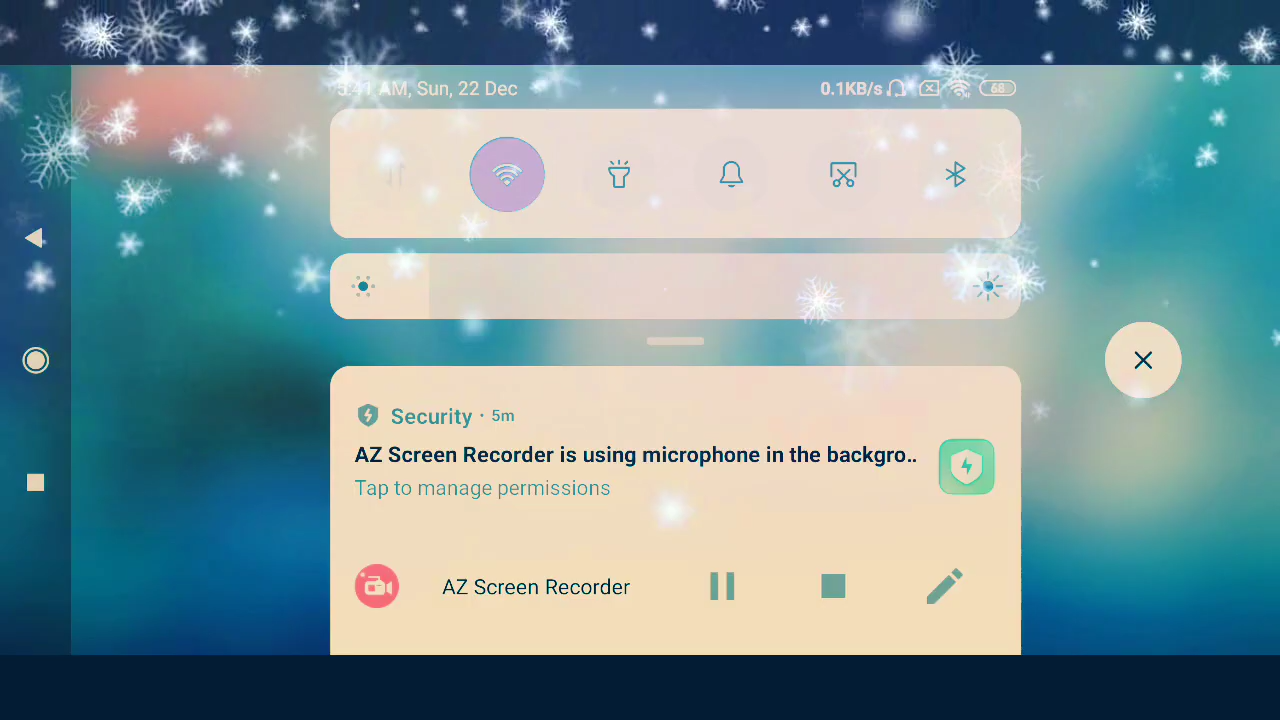 AM, Sun, 22 Dec
0.1KB/s
68
Security · 5m
AZ Screen Recorder is using microphone in the backgro..
Tap to manage permissions
AZ Screen Recorder